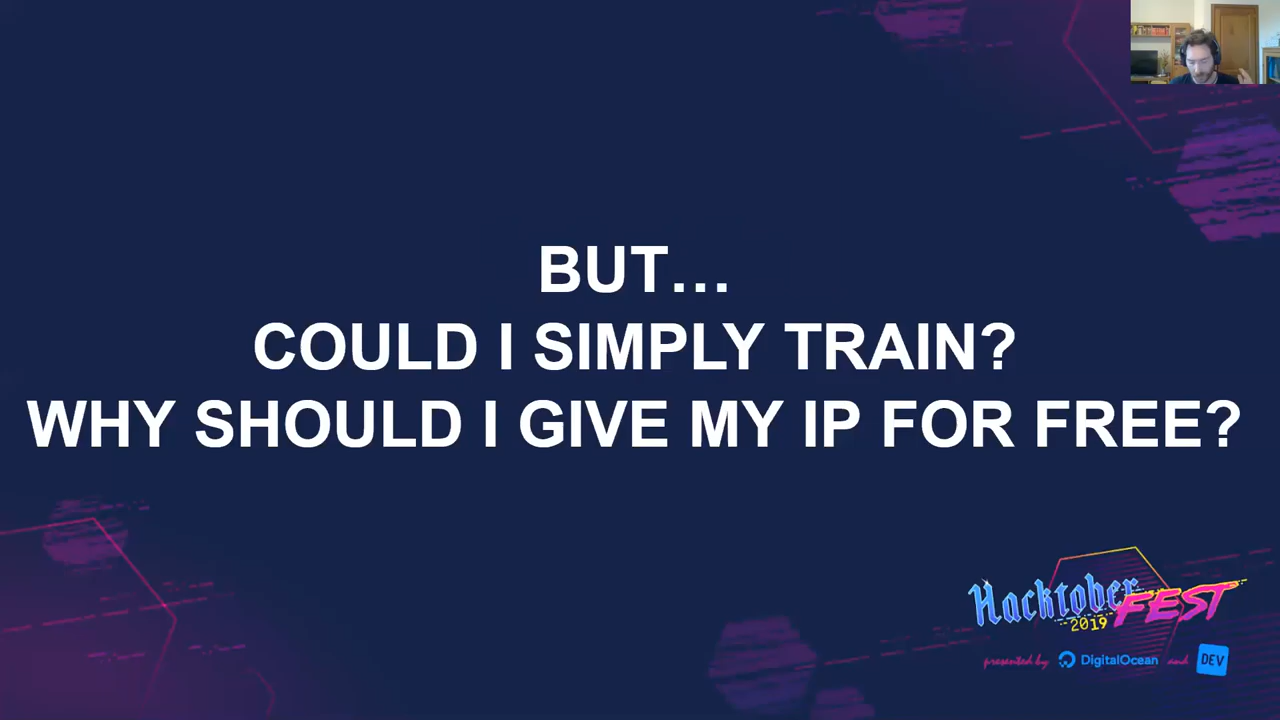 BUT...
COULD I SIMPLY TRAIN?
WHY SHOULD I GIVE MY IP FOR FREE?
Hacktober
FEST
2019
presented by DigitalOcean and DEV